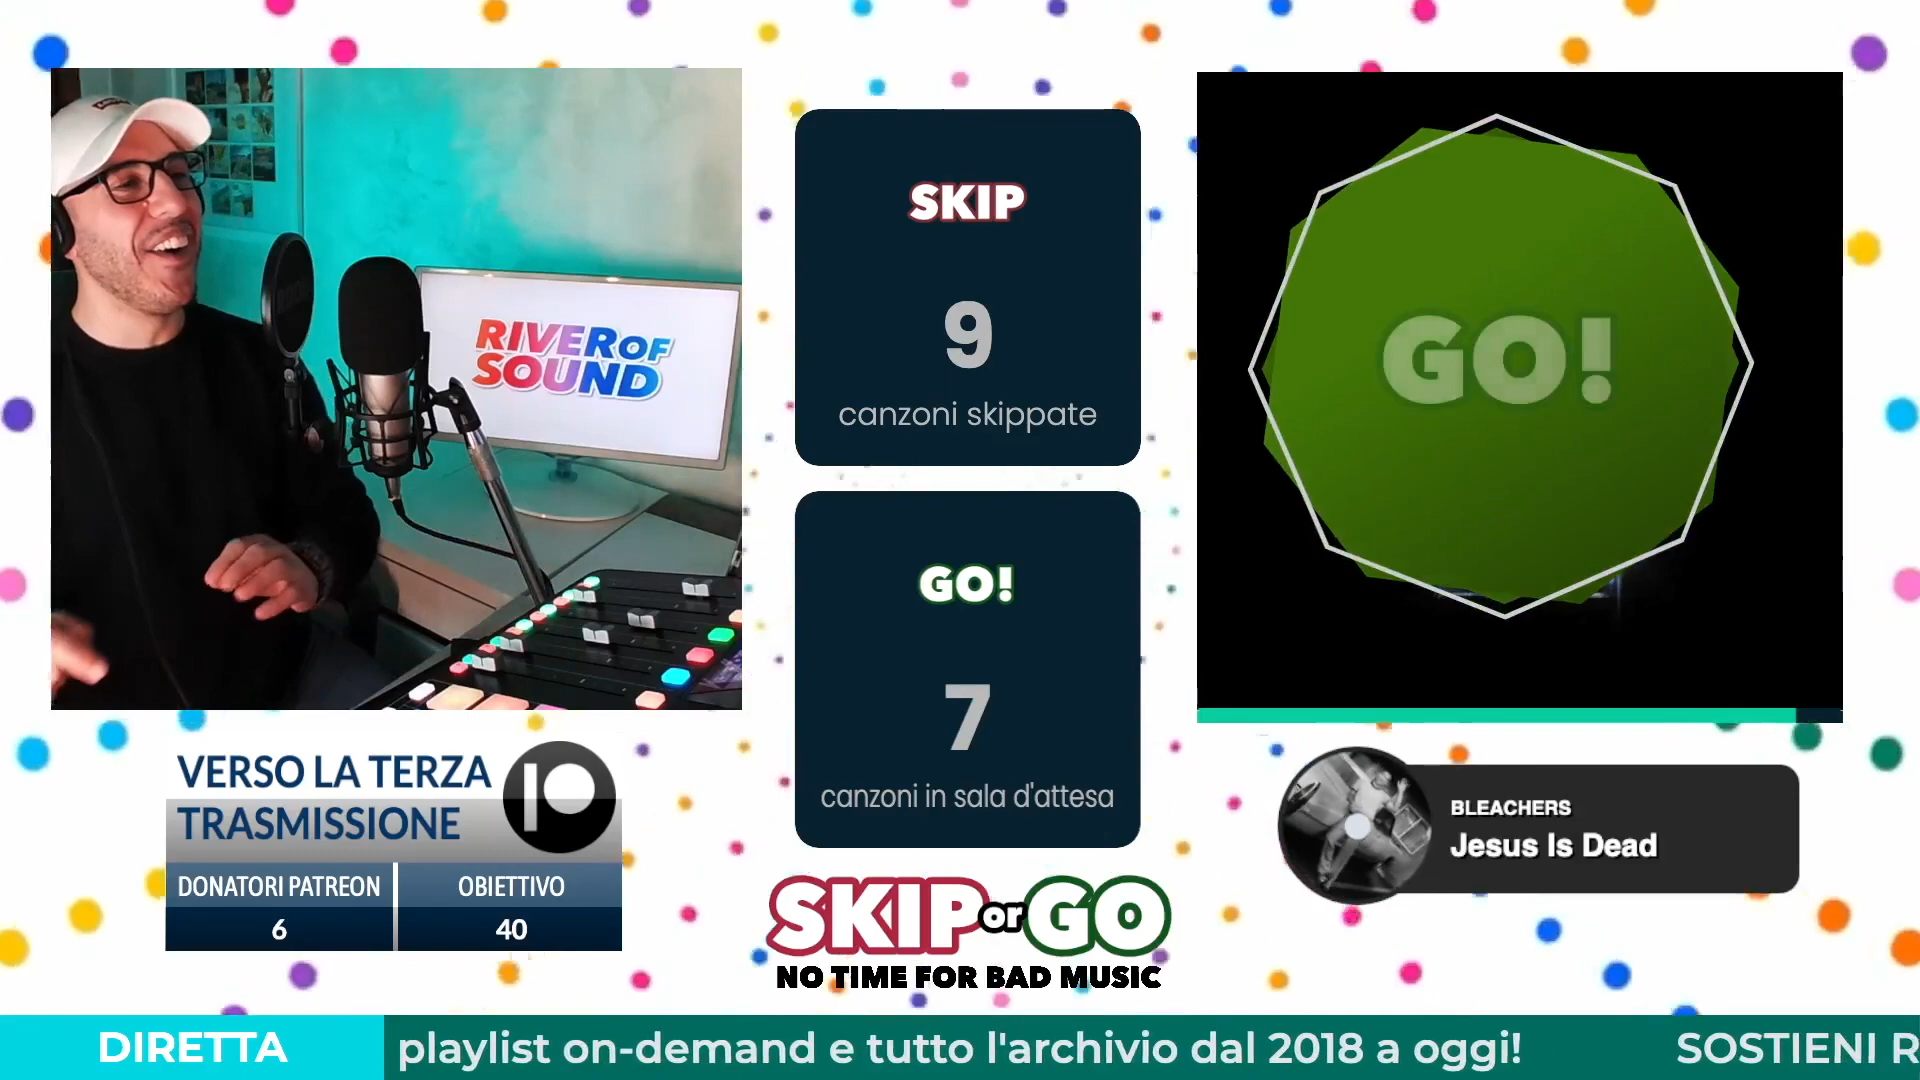 RIVER OF
SOUND
SKIP
9
canzoni skippate
GO!
7
canzoni in sala d'attesa
GO!
VERSO LA TERZA
TRASMISSIONE
DONATORI PATREON
6
OBIETTIVO
40
SKIP or GO
NO TIME FOR BAD MUSIC
BLEACHERS
Jesus Is Dead
DIRETTA
playlist on-demand e tutto l'archivio dal 2018 a oggi!
SOSTIENI R